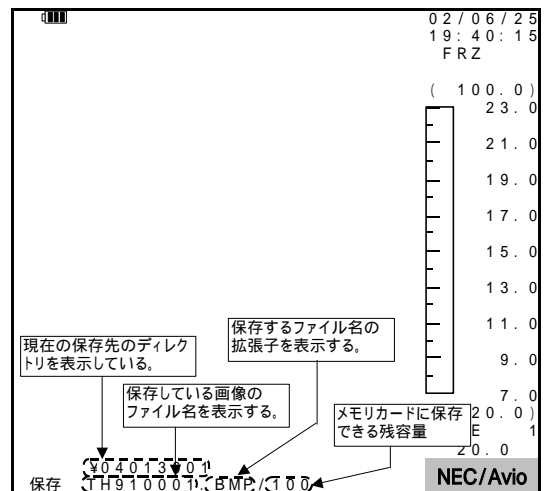 02/06/25
19:40:15
FRZ
( 100.0)
23.0
21.0
19.0
17.0
15.0
13.0
11.0
9.0
7.0
20.0)
E 1
20.0
現在の保存先のディレク
トリを表示している。
保存するファイル名の
拡張子を表示する。
保存している画像の
ファイル名を表示する。
メモリカードに保存
できる残容量
¥04013001
保存 TH910001.BMP/100
NEC/Avio